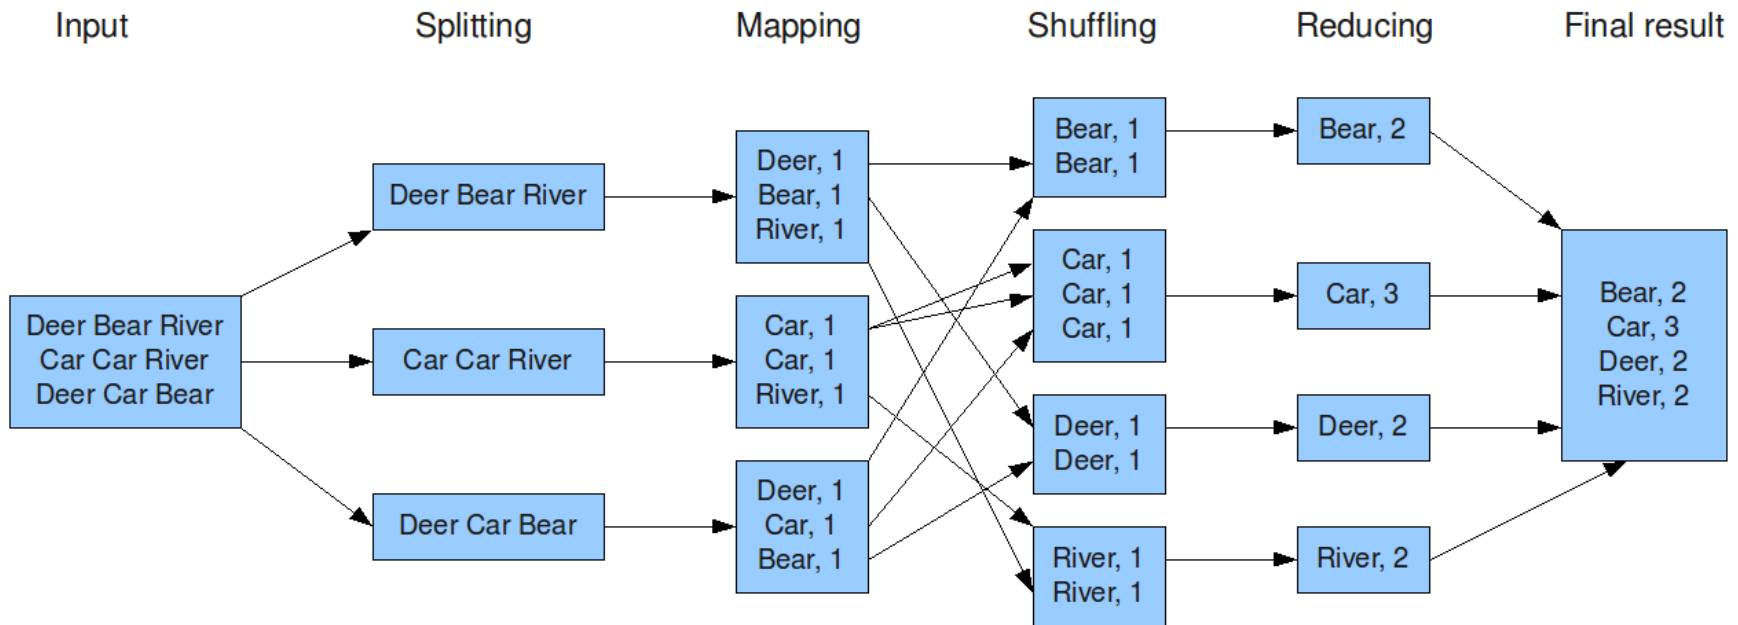 Input
Splitting
Mapping
Shuffling
Reducing
Final result
Deer Bear River
Car Car River
Deer Car Bear
Deer Bear River
Car Car River
Deer Car Bear
Deer, 1
Bear, 1
River, 1
Car, 1
Car, 1
River, 1
Deer, 1
Car, 1
Bear, 1
Bear, 1
Bear, 1
Car, 1
Car, 1
Car, 1
Deer, 1
Deer, 1
River, 1
River, 1
Bear, 2
Car, 3
Deer, 2
River, 2
Bear, 2
Car, 3
Deer, 2
River, 2